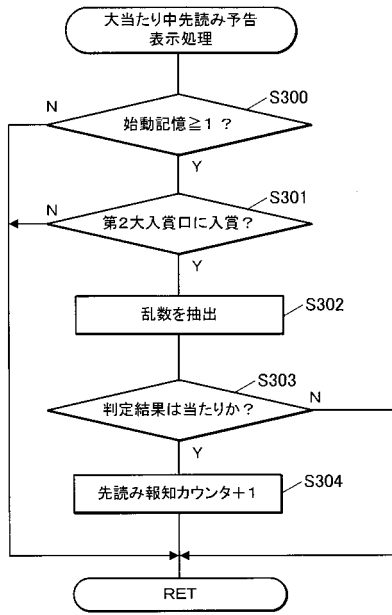 大当たり中先読み予告
表示処理
S300
N
始動記憶≧1 ?
Y
S301
N
第2大入賞口に入賞?
Y
S302
乱数を抽出
S303
N
判定結果は当たりか?
Y
S304
先読み報知カウンタ+1
RET